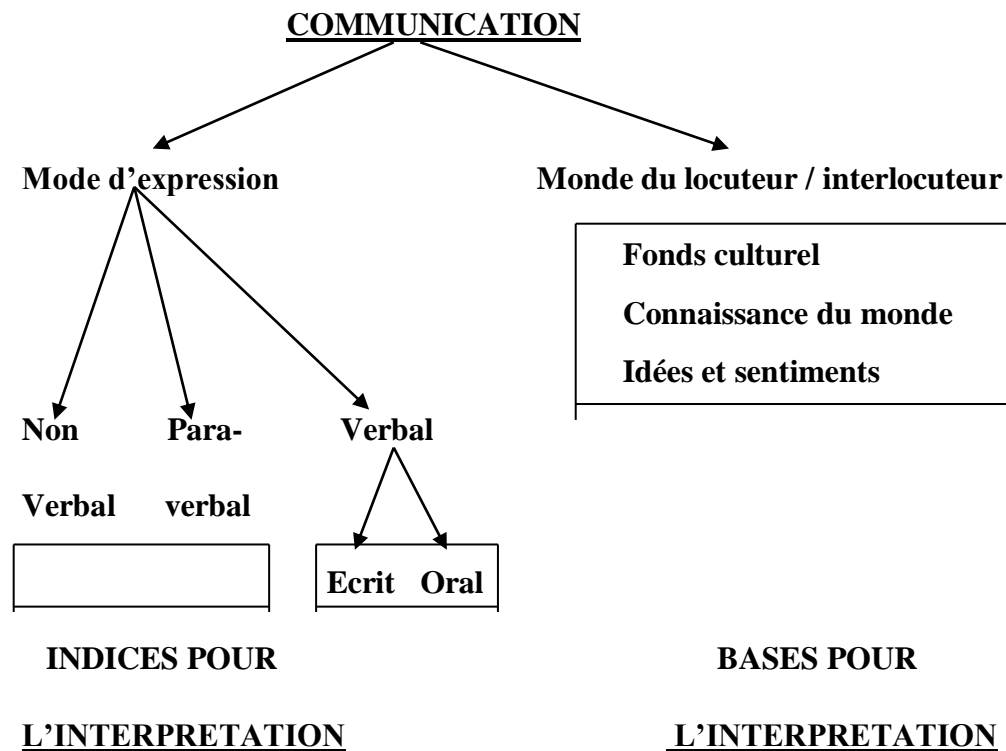 COMMUNICATION
Mode d’expression
Monde du locuteur / interlocuteur
Fonds culturel
Connaissance du monde
Idées et sentiments
Non Para- Verbal
Verbal verbal
Ecrit Oral
INDICES POUR
BASES POUR
L’INTERPRETATION
L’INTERPRETATION